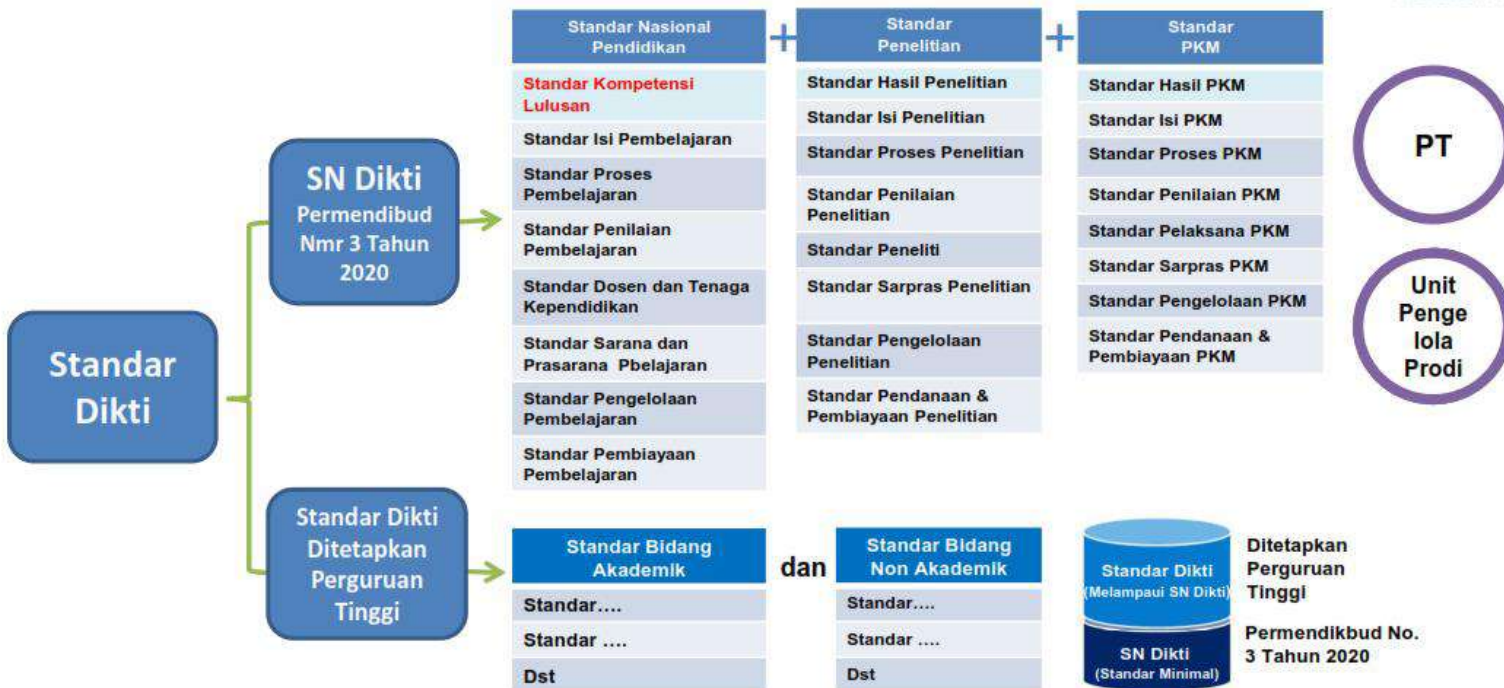 Standar
Dikti
SN Dikti
Permendibud
Nmr 3 Tahun
2020
Standar Dikti
Ditetapkan
Perguruan
Tinggi
Standar Nasional
Pendidikan
Standar Kompetensi
Lulusan
Standar Isi Pembelajaran
Standar Proses
Pembelajaran
Standar Penilaian
Pembelajaran
Standar Dosen dan Tenaga
Kependidikan
Standar Sarana dan
Prasarana Pbelajaran
Standar Pengelolaan
Pembelajaran
Standar Pembiayaan
Pembelajaran
+
Standar
Penelitian
Standar Hasil Penelitian
Standar Isi Penelitian
Standar Proses Penelitian
Standar Penilaian
Penelitian
Standar Peneliti
Standar Sarpras Penelitian
Standar Pengelolaan
Penelitian
Standar Pendanaan &
Pembiayaan Penelitian
+
Standar
PKM
Standar Hasil PKM
Standar Isi PKM
Standar Proses PKM
Standar Penilaian PKM
Standar Pelaksana PKM
Standar Sarpras PKM
Standar Pengelolaan PKM
Standar Pendanaan &
Pembiayaan PKM
PT
Unit
Penge
lola
Prodi
Standar Bidang
Akademik
Standar....
Standar ....
Dst
dan
Standar Bidang
Non Akademik
Standar....
Standar ....
Dst
Standar Dikti
(Melampaui SN Dikti)
SN Dikti
(Standar Minimal)
Ditetapkan
Perguruan
Tinggi
Permendikbud No.
3 Tahun 2020